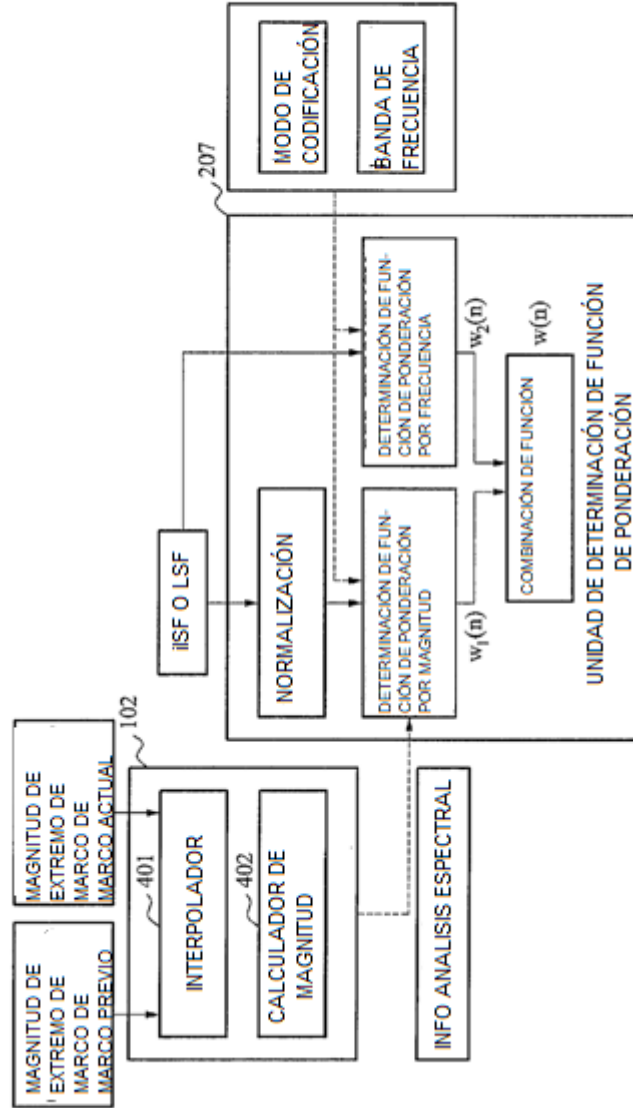 MAGNITUD DE
EXTREMO DE
MARCO DE
MARCO PREVIO
MAGNITUD DE
EXTREMO DE
MARCO DE
MARCO ACTUAL
102
401
INTERPOLADOR
402
CALCULADOR DE
MAGNITUD
INFO ANALISIS ESPECTRAL
iISF O LSF
207
NORMALIZACIÓN
DETERMINACIÓN DE FUN-
CIÓN DE PONDERACIÓN
POR MAGNITUD
w1(n)
DETERMINACIÓN DE FUN-
CIÓN DE PONDERACIÓN
POR FRECUENCIA
w2(n)
COMBINACIÓN DE FUNCIÓN
w(n)
UNIDAD DE DETERMINACIÓN DE FUNCIÓN
DE PONDERACIÓN
MODO DE
CODIFICACIÓN
BANDA DE
FRECUENCIA